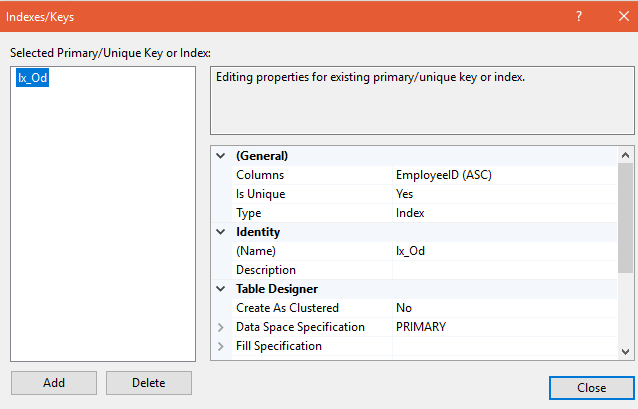 Indexes/Keys
?
Selected Primary/Unique Key or Index:
Ix_Od
Editing properties for existing primary/unique key or index.
(General)
Columns EmployeeID (ASC)
Is Unique Yes
Type Index
Identity
(Name) Ix_Od
Description
Table Designer
Create As Clustered No
Data Space Specification PRIMARY
Fill Specification
Add Delete
Close